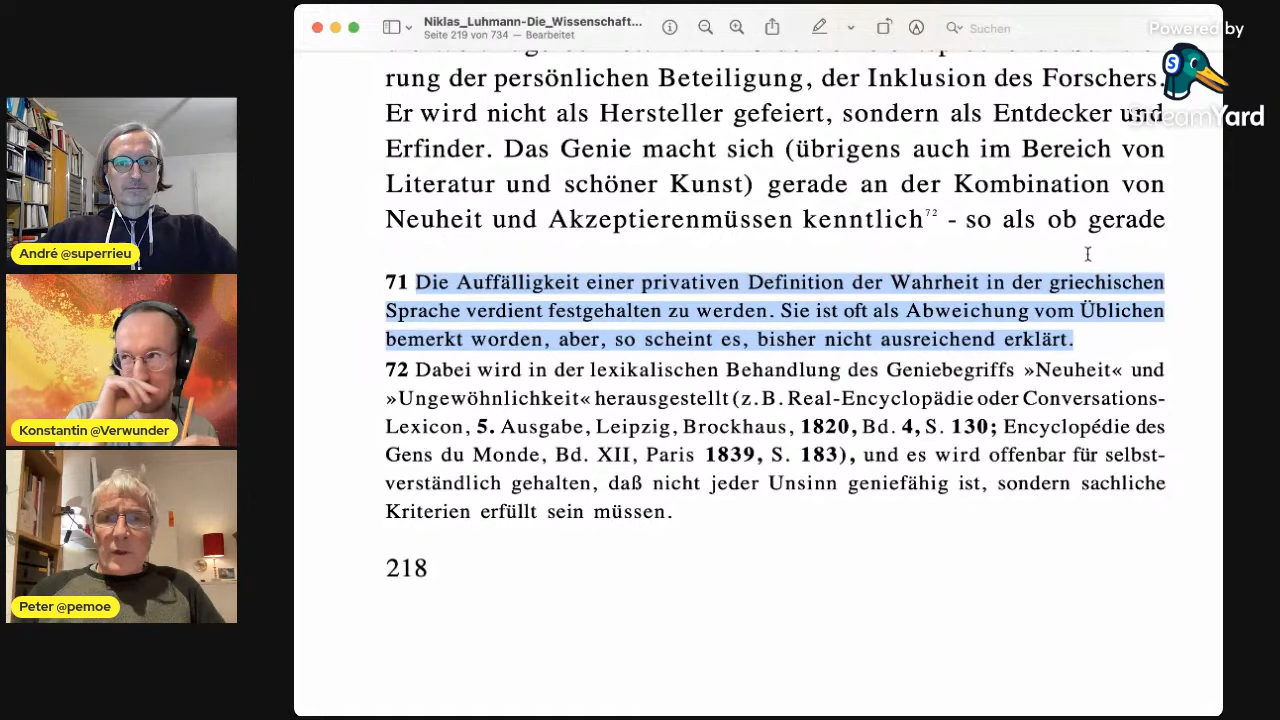 Niklas_Luhmann-Die_Wissenschaft...
Seite 219 von 734 — Bearbeitet
Suchen
Powered by
StreamYard
rung der persönlichen Beteiligung, der Inklusion des Forschers.
Er wird nicht als Hersteller gefeiert, sondern als Entdecker und
Erfinder. Das Genie macht sich (übrigens auch im Bereich von
Literatur und schöner Kunst) gerade an der Kombination von
Neuheit und Akzeptierenmüssen kenntlich72 - so als ob gerade
71 Die Auffälligkeit einer privativen Definition der Wahrheit in der griechischen
Sprache verdient festgehalten zu werden. Sie ist oft als Abweichung vom Üblichen
bemerkt worden, aber, so scheint es, bisher nicht ausreichend erklärt.
72 Dabei wird in der lexikalischen Behandlung des Geniebegriffs »Neuheit« und
»Ungewöhnlichkeit« herausgestellt (z. B. Real-Encyclopädie oder Conversations-
Lexicon, 5. Ausgabe, Leipzig, Brockhaus, 1820, Bd. 4, S. 130; Encyclopédie des
Gens du Monde, Bd. XII, Paris 1839, S. 183), und es wird offenbar für selbst-
verständlich gehalten, daß nicht jeder Unsinn geniefähig ist, sondern sachliche
Kriterien erfüllt sein müssen.
218
André @superrieu
Konstantin @Verwunder
Peter @pemoe